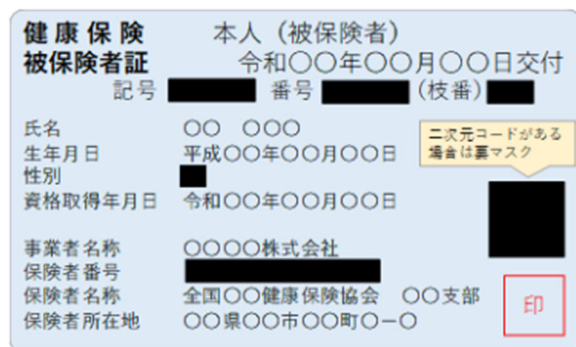 健康保険 本人（被保険者）
被保険者証 令和〇〇年〇〇月〇〇日交付
記号 番号 (枝番)
氏名 〇〇 〇〇〇
生年月日 平成〇〇年〇〇月〇〇日
性別
資格取得年月日 令和〇〇年〇〇月〇〇日
二次元コードがある
場合は要マスク
事業者名称 〇〇〇〇株式会社
保険者番号
保険者名称 全国〇〇健康保険協会 〇〇支部
保険者所在地 〇〇県〇〇市〇〇町〇ー〇
印